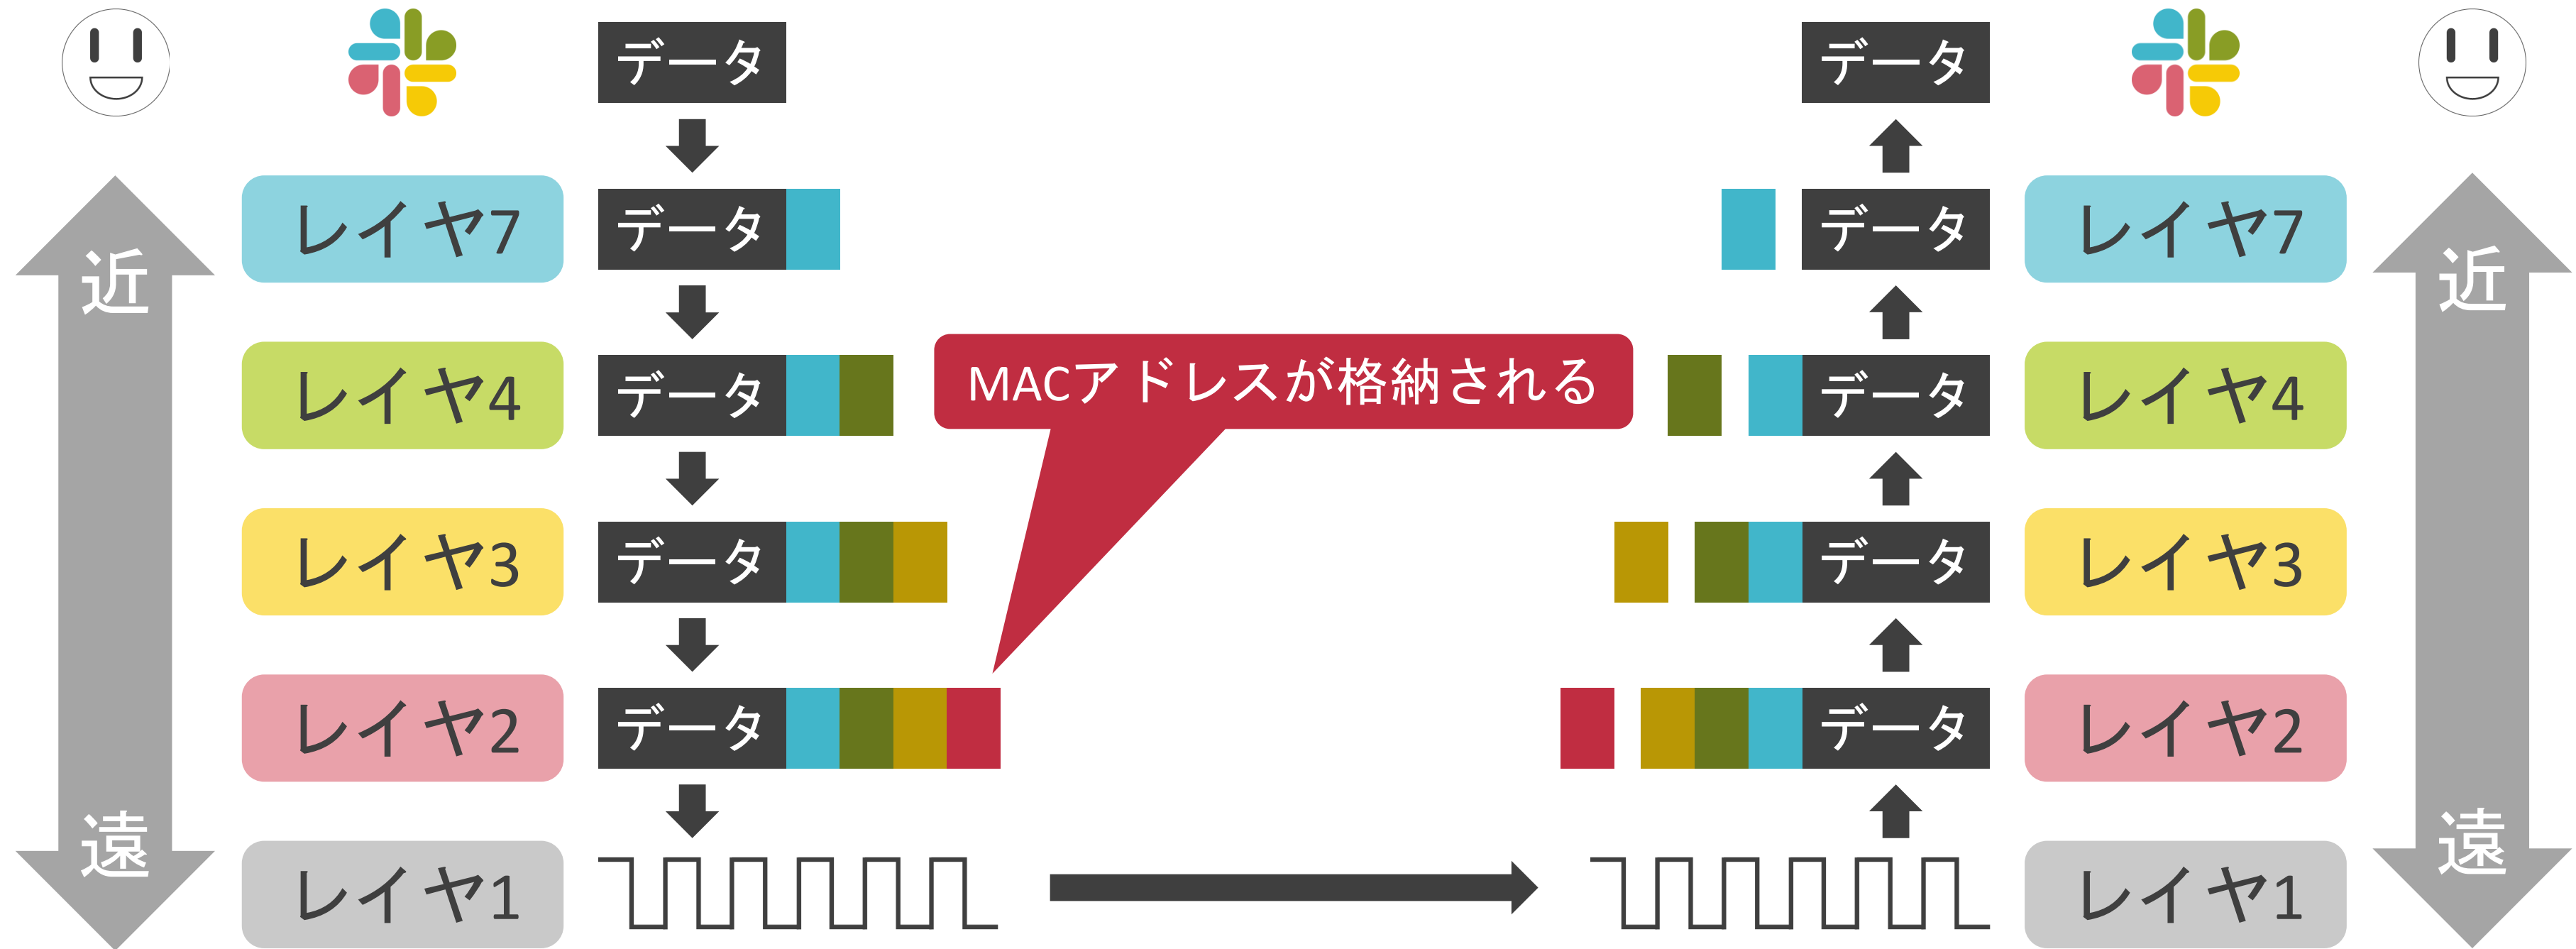 データ
データ
レイヤ7
データ
データ
レイヤ7
近
近
MACアドレスが格納される
レイヤ4
データ
データ
レイヤ4
レイヤ3
データ
データ
レイヤ3
レイヤ2
データ
データ
レイヤ2
遠
遠
レイヤ1
レイヤ1